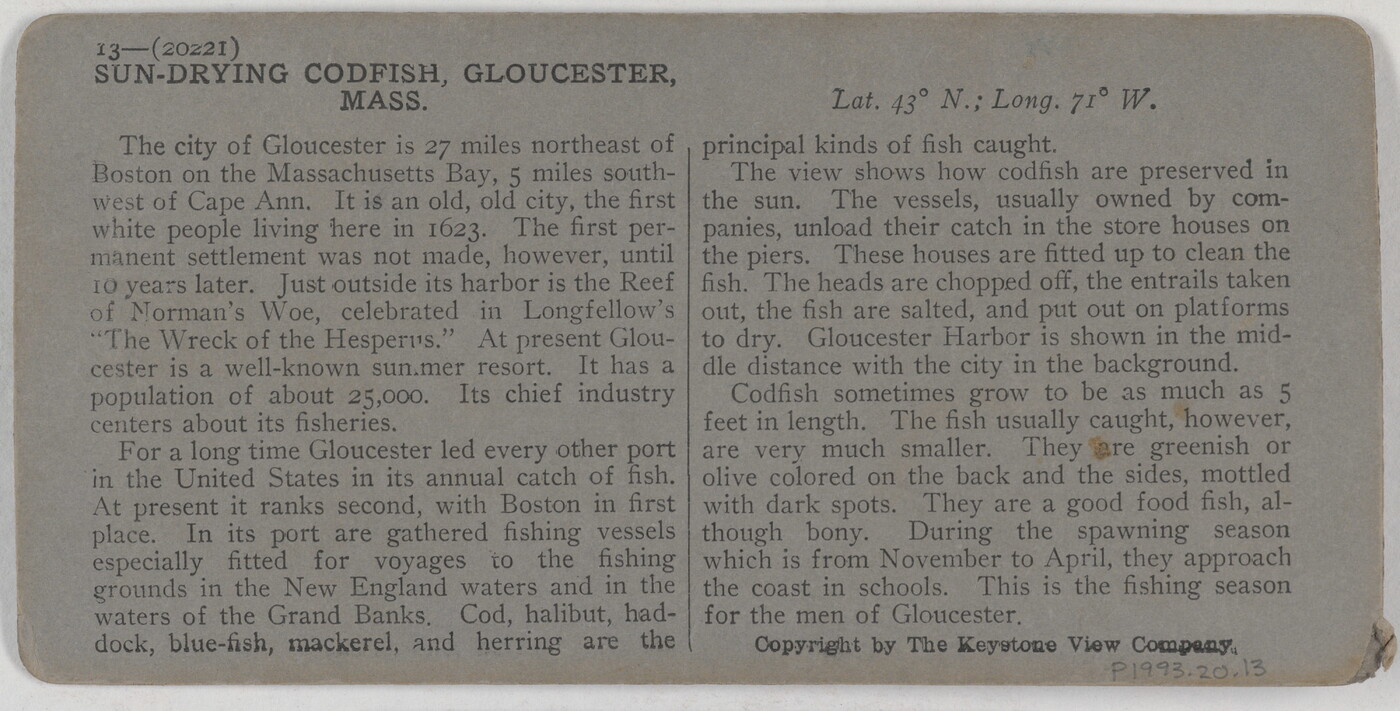 13—(20221)
SUN-DRYING CODFISH, GLOUCESTER,
MASS.
The city of Gloucester is 27 miles northeast of
Boston on the Massachusetts Bay, 5 miles south-
west of Cape Ann. It is an old, old city, the first
white people living here in 1623. The first per-
manent settlement was not made, however, until
10 years later. Just outside its harbor is the Reef
of Norman's Woe, celebrated in Longfellow's
"The Wreck of the Hesperus." At present Glou-
cester is a well-known summer resort. It has a
population of about 25,000. Its chief industry
centers about its fisheries.
For a long time Gloucester led every other port
in the United States in its annual catch of fish.
At present it ranks second, with Boston in first
place. In its port are gathered fishing vessels
especially fitted for voyages to the fishing
grounds in the New England waters and in the
waters of the Grand Banks. Cod, halibut, had-
dock, blue-fish, mackerel, and herring are the
Lat. 43° N.; Long. 71° W.
principal kinds of fish caught.
The view shows how codfish are preserved in
the sun. The vessels, usually owned by com-
panies, unload their catch in the store houses on
the piers. These houses are fitted up to clean the
fish. The heads are chopped off, the entrails taken
out, the fish are salted, and put out on platforms
to dry. Gloucester Harbor is shown in the mid-
dle distance with the city in the background.
Codfish sometimes grow to be as much as 5
feet in length. The fish usually caught, however,
are very much smaller. They are greenish or
olive colored on the back and the sides, mottled
with dark spots. They are a good food fish, al-
though bony. During the spawning season
which is from November to April, they approach
the coast in schools. This is the fishing season
for the men of Gloucester.
Copyright by The Keystone View Company.
P1993.20.13